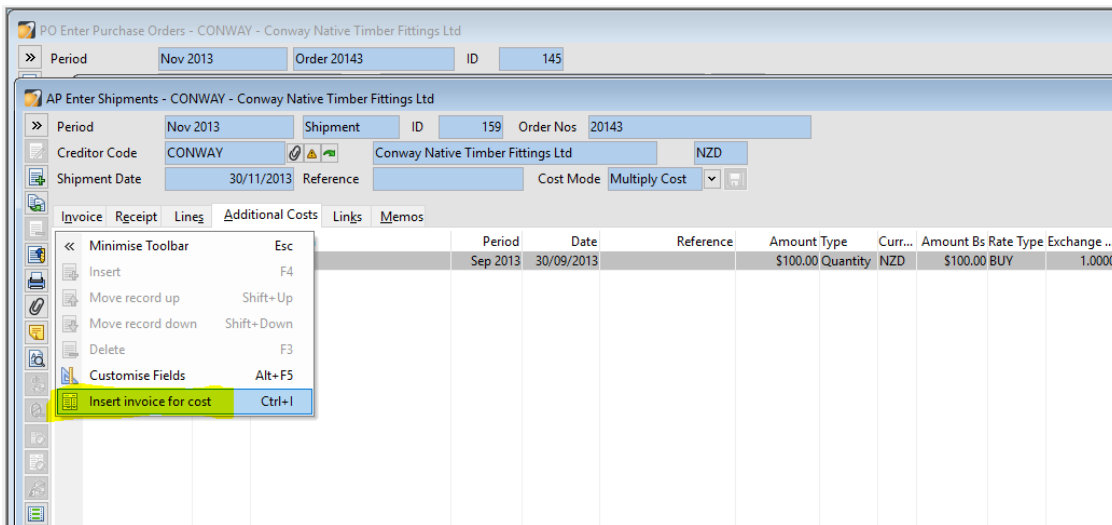 PO Enter Purchase Orders - CONWAY - Conway Native Timber Fittings Ltd
» Period Nov 2013 Order 20143 ID 145
AP Enter Shipments - CONWAY - Conway Native Timber Fittings Ltd
» Period Nov 2013 Shipment ID 159 Order Nos 20143
Creditor Code CONWAY Conway Native Timber Fittings Ltd NZD
Shipment Date 30/11/2013 Reference Cost Mode Multiply Cost
Invoice Receipt Lines Additional Costs Links Memos
Period Date Reference Amount Type Curr... Amount Bs Rate Type Exchange ..
Sep 2013 30/09/2013 $100.00 Quantity NZD $100.00 BUY 1.0000
« Minimise Toolbar Esc
Insert F4
Move record up Shift+Up
Move record down Shift+Down
Delete F3
Customise Fields Alt+F5
Insert invoice for cost Ctrl+I